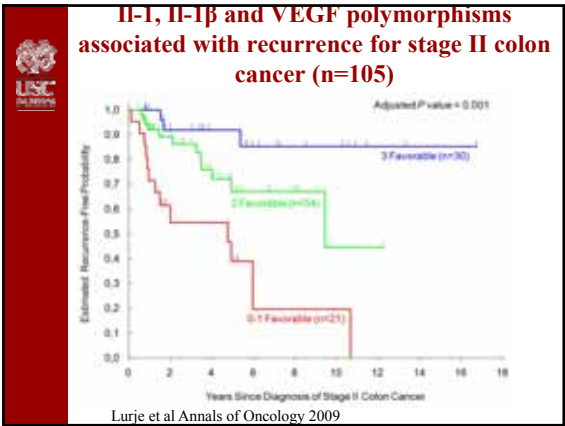 Il-1, Il-1β and VEGF polymorphisms
associated with recurrence for stage II colon
cancer (n=105)
USC
Adjusted P value = 0.001
1,0
0,9
0,8
0,7
0,6
0,5
0,4
0,3
0,2
0,1
0,0
Estimated Recurrence-Free Probability
3 Favorable (n=30)
2 Favorable (n=54)
0-1 Favorable (n=21)
0 2 4 6 8 10 12 14 16 18
Years Since Diagnosis of Stage II Colon Cancer
Lurje et al Annals of Oncology 2009